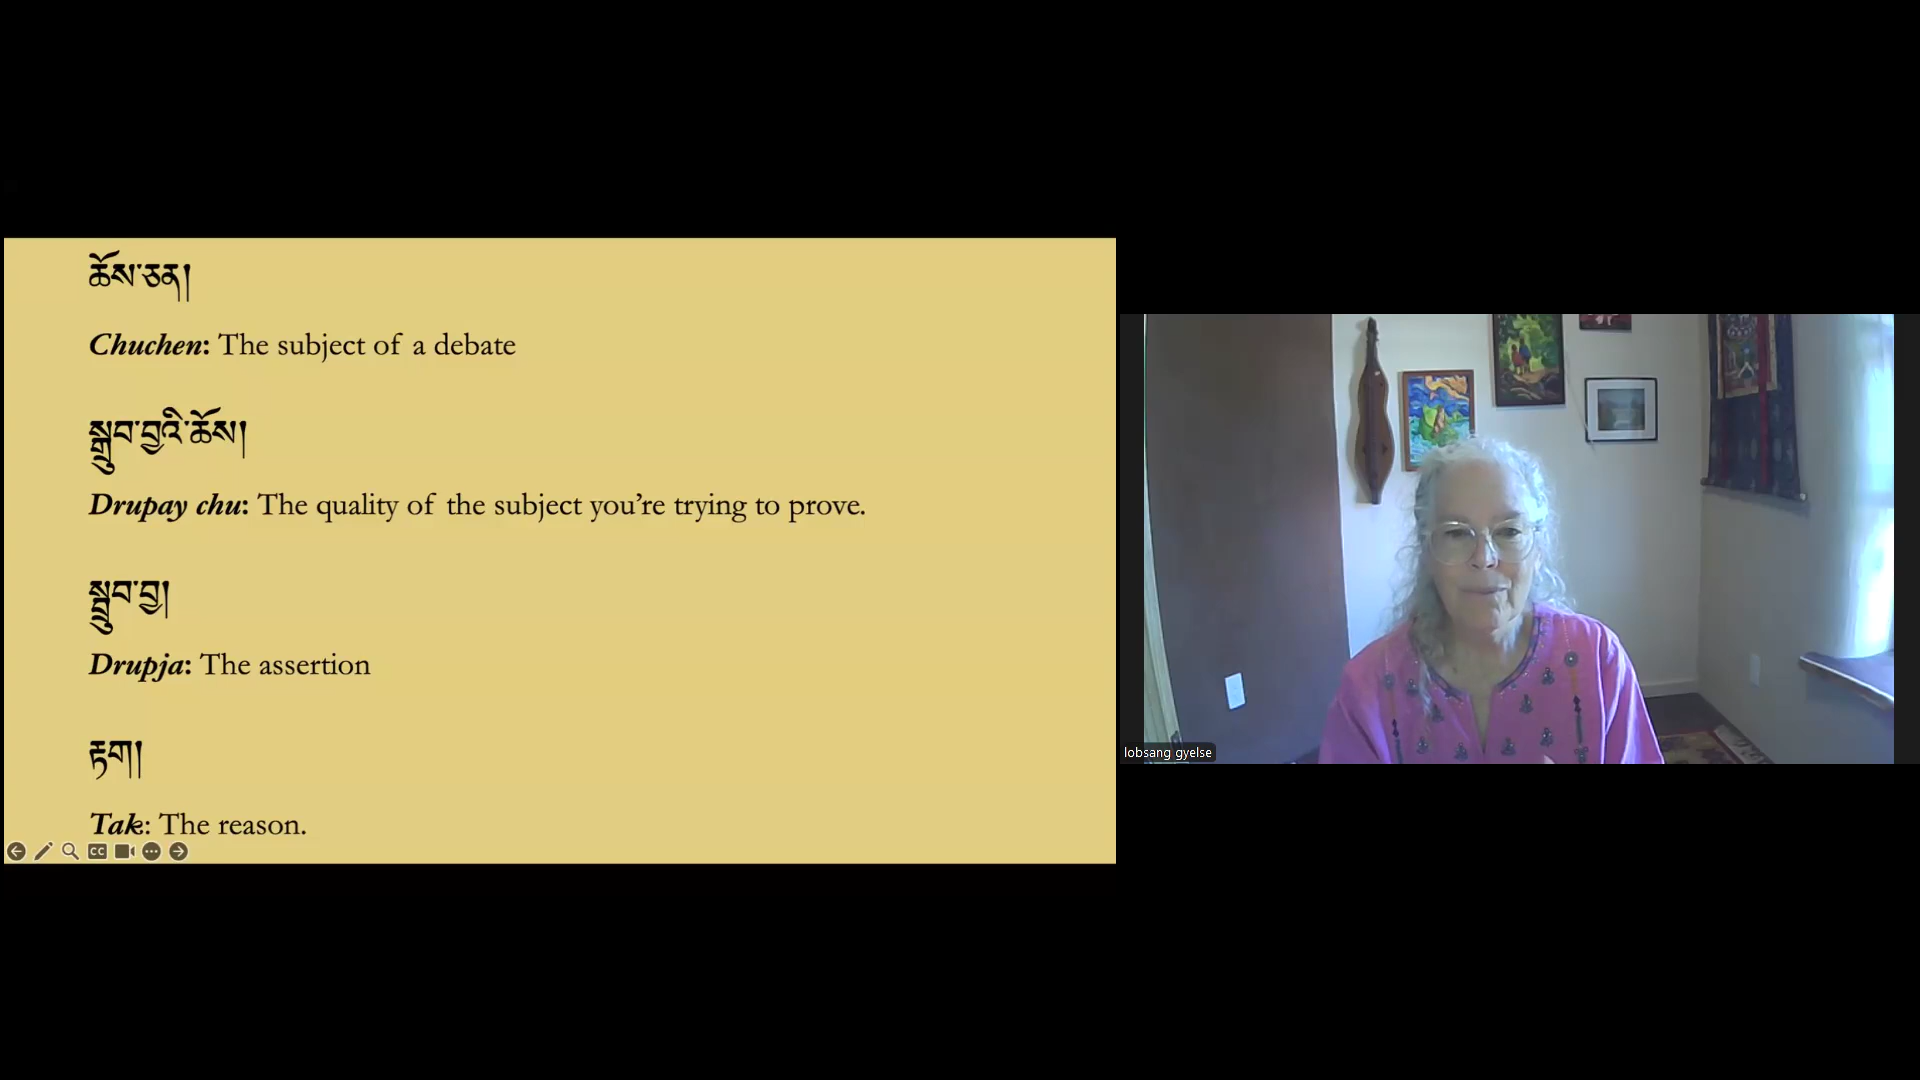 ཆོས་ཅན།
Chuchen: The subject of a debate
སྒྲུབ་བྱའི་ཆོས།
Drupay chu: The quality of the subject you're trying to prove.
སྦྲུབ་བྱ།
Drupja: The assertion
རྟག།
Tak: The reason.
CC
lobsang gyelse